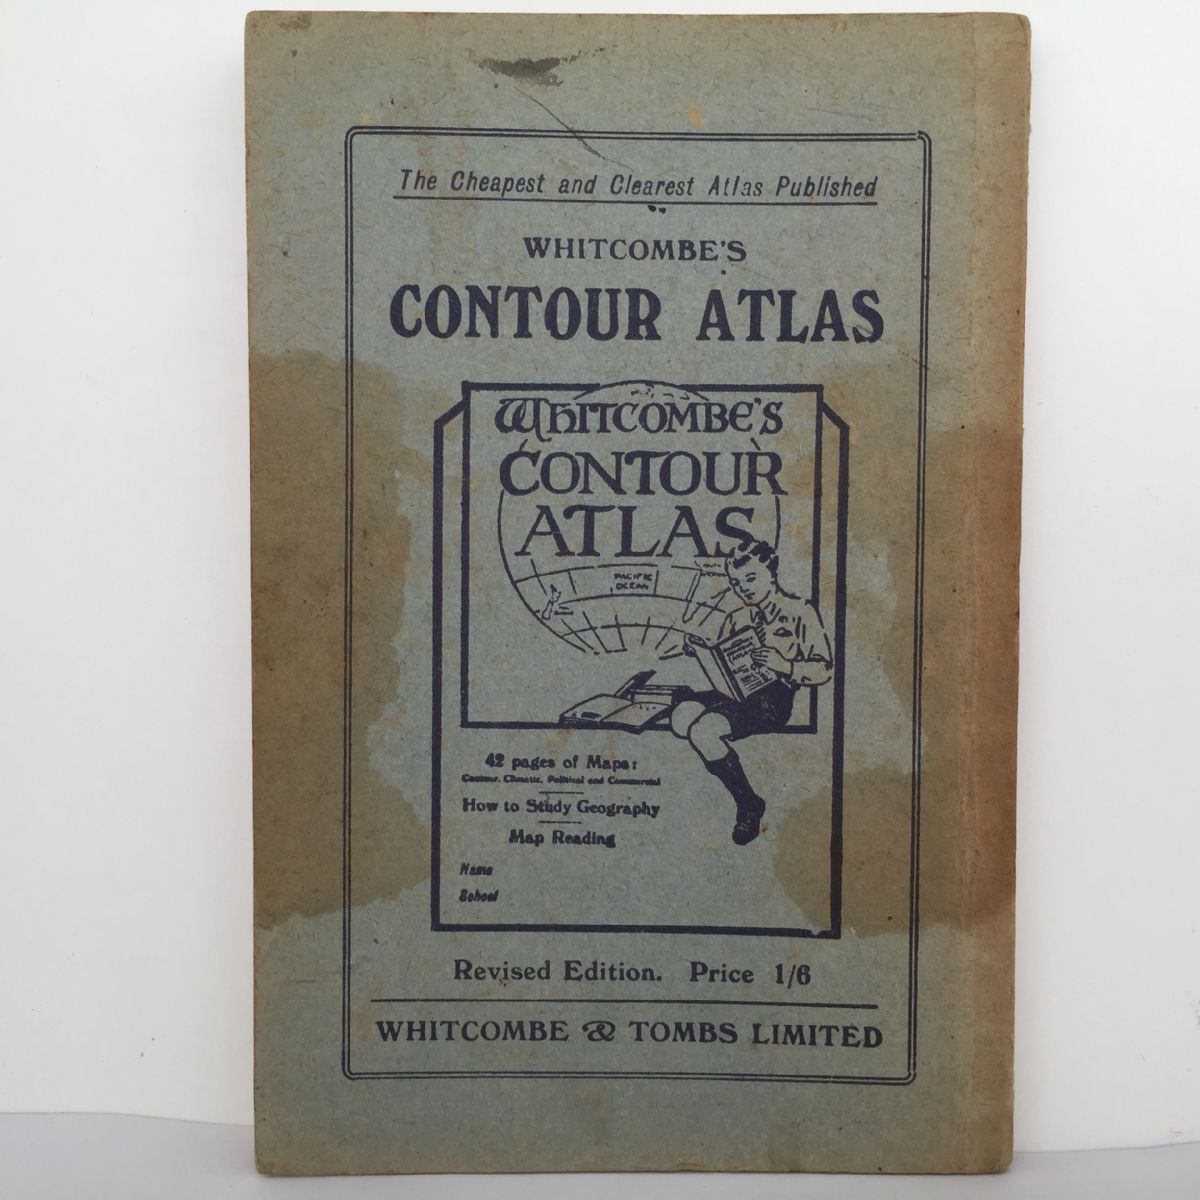 The Cheapest and Clearest Atlas Published
WHITCOMBE'S
CONTOUR ATLAS
WHITCOMBE'S
CONTOUR
ATLAS
PACIFIC
OCEAN
42 pages of Maps:
Contour, Climatic, Political and Commercial
How to Study Geography
Map Reading
Name
School
Revised Edition. Price 1/6
WHITCOMBE & TOMBS LIMITED